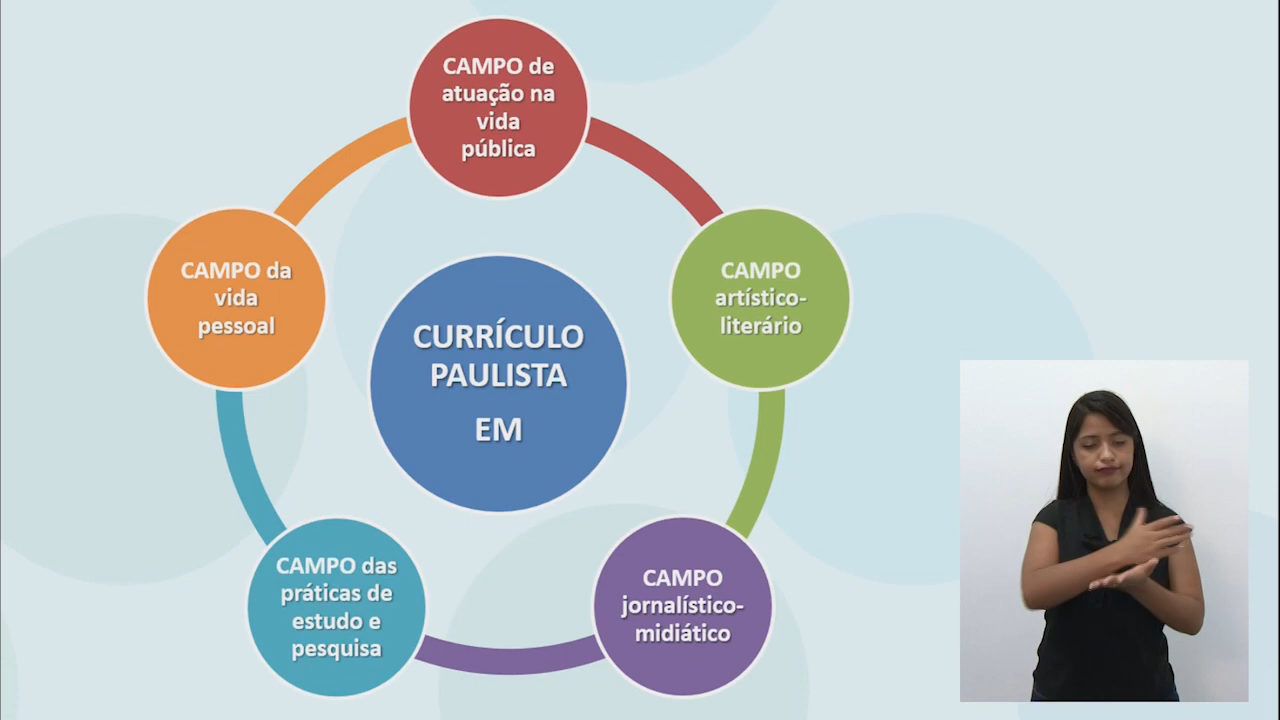 CAMPO de
atuação na
vida
pública
CAMPO da
vida
pessoal
CAMPO
artístico-
literário
CURRÍCULO
PAULISTA
EM
CAMPO das
práticas de
estudo e
pesquisa
CAMPO
jornalístico-
midiático